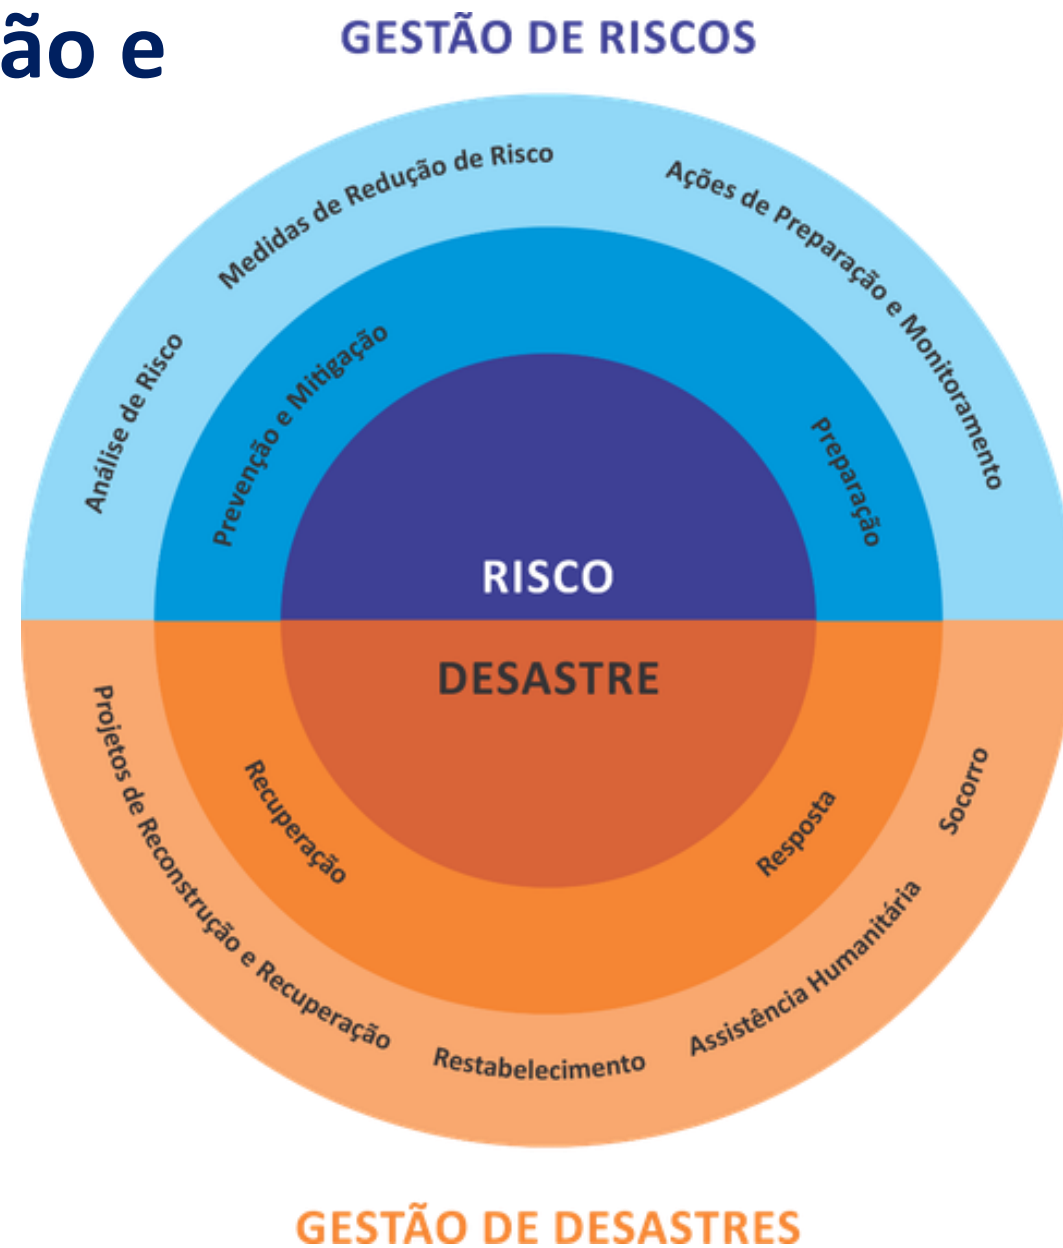 ão e
GESTÃO DE RISCOS
Análise de Risco
Medidas de Redução de Risco
Ações de Preparação e Monitoramento
Prevenção e Mitigação
Preparação
RISCO
DESASTRE
Recuperação
Resposta
Projetos de Reconstrução e Recuperação
Restabelecimento
Assistência Humanitária
Socorro
GESTÃO DE DESASTRES